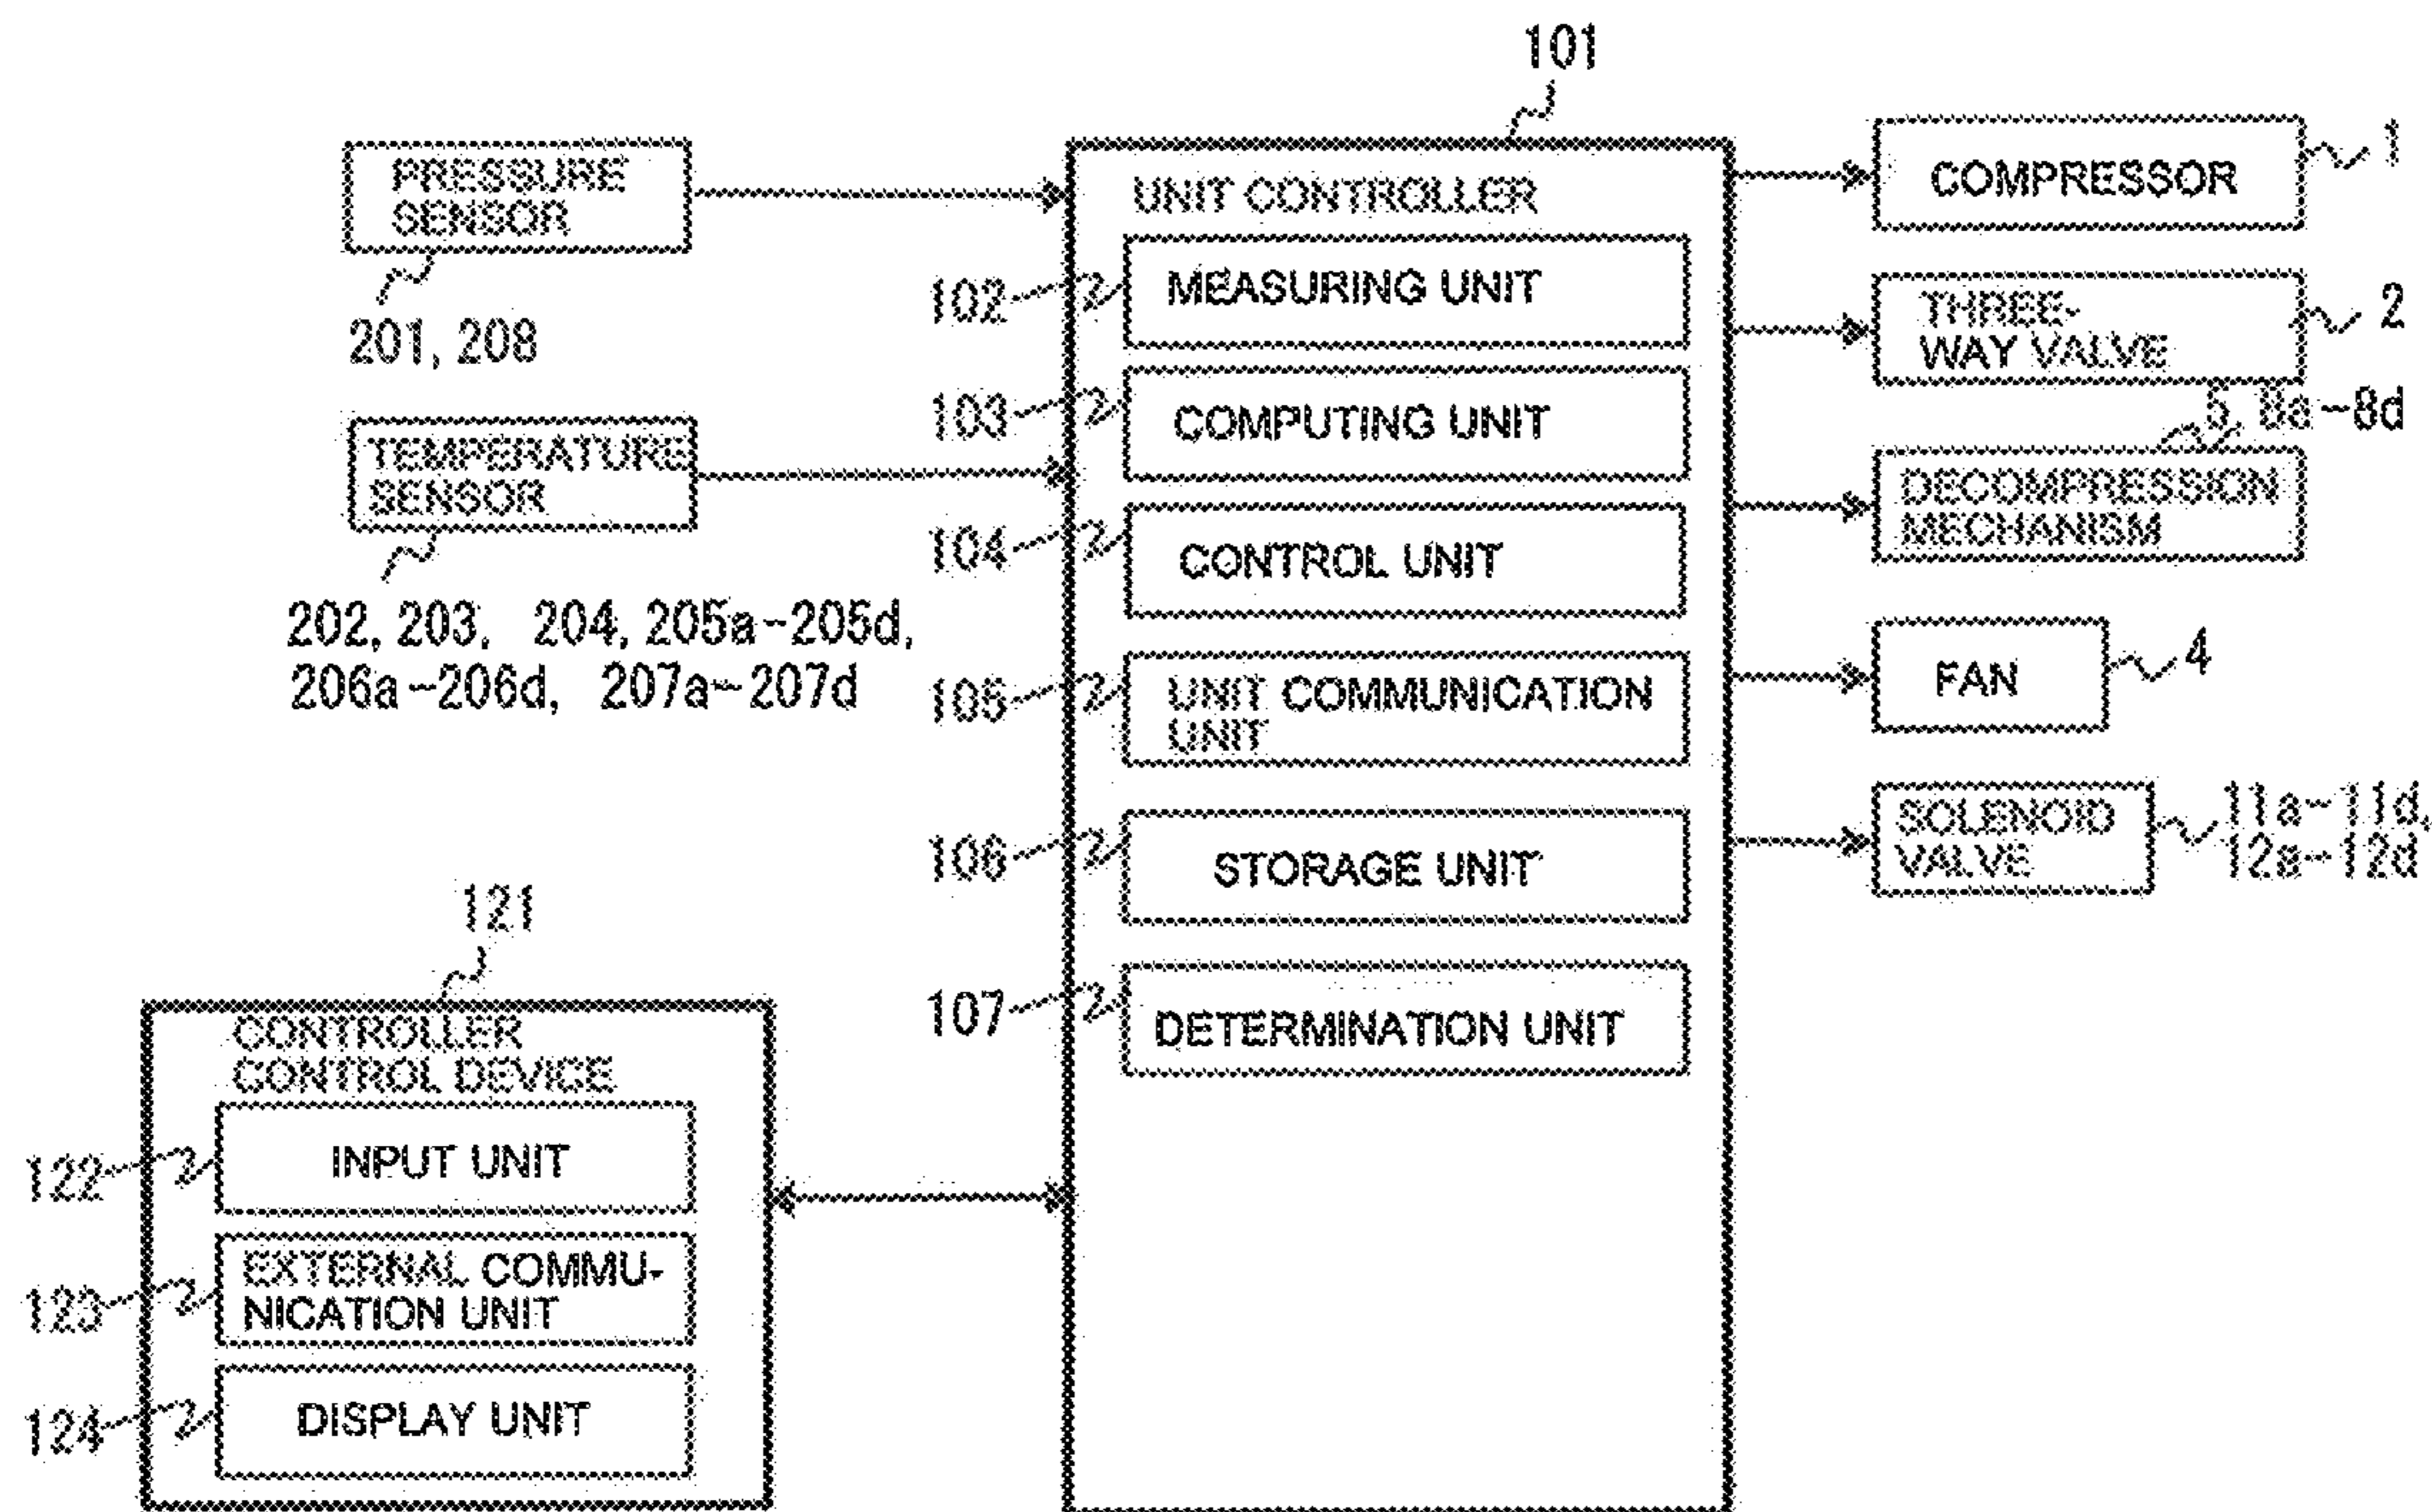 101
PRESSURE
SENSOR
201, 208
TEMPERATURE
SENSOR
202, 203, 204, 205a-205d,
206a-206d, 207a-207d
UNIT CONTROLLER
102
MEASURING UNIT
103
COMPUTING UNIT
104
CONTROL UNIT
105
UNIT COMMUNICATION
UNIT
106
STORAGE UNIT
107
DETERMINATION UNIT
COMPRESSOR
1
THREE-
WAY VALVE
2
5, 8a-8d
DECOMPRESSION
MECHANISM
FAN
4
SOLENOID
VALVE
11a-11d,
12a-12d
121
CONTROLLER
CONTROL DEVICE
122
INPUT UNIT
123
EXTERNAL COMMU-
NICATION UNIT
124
DISPLAY UNIT